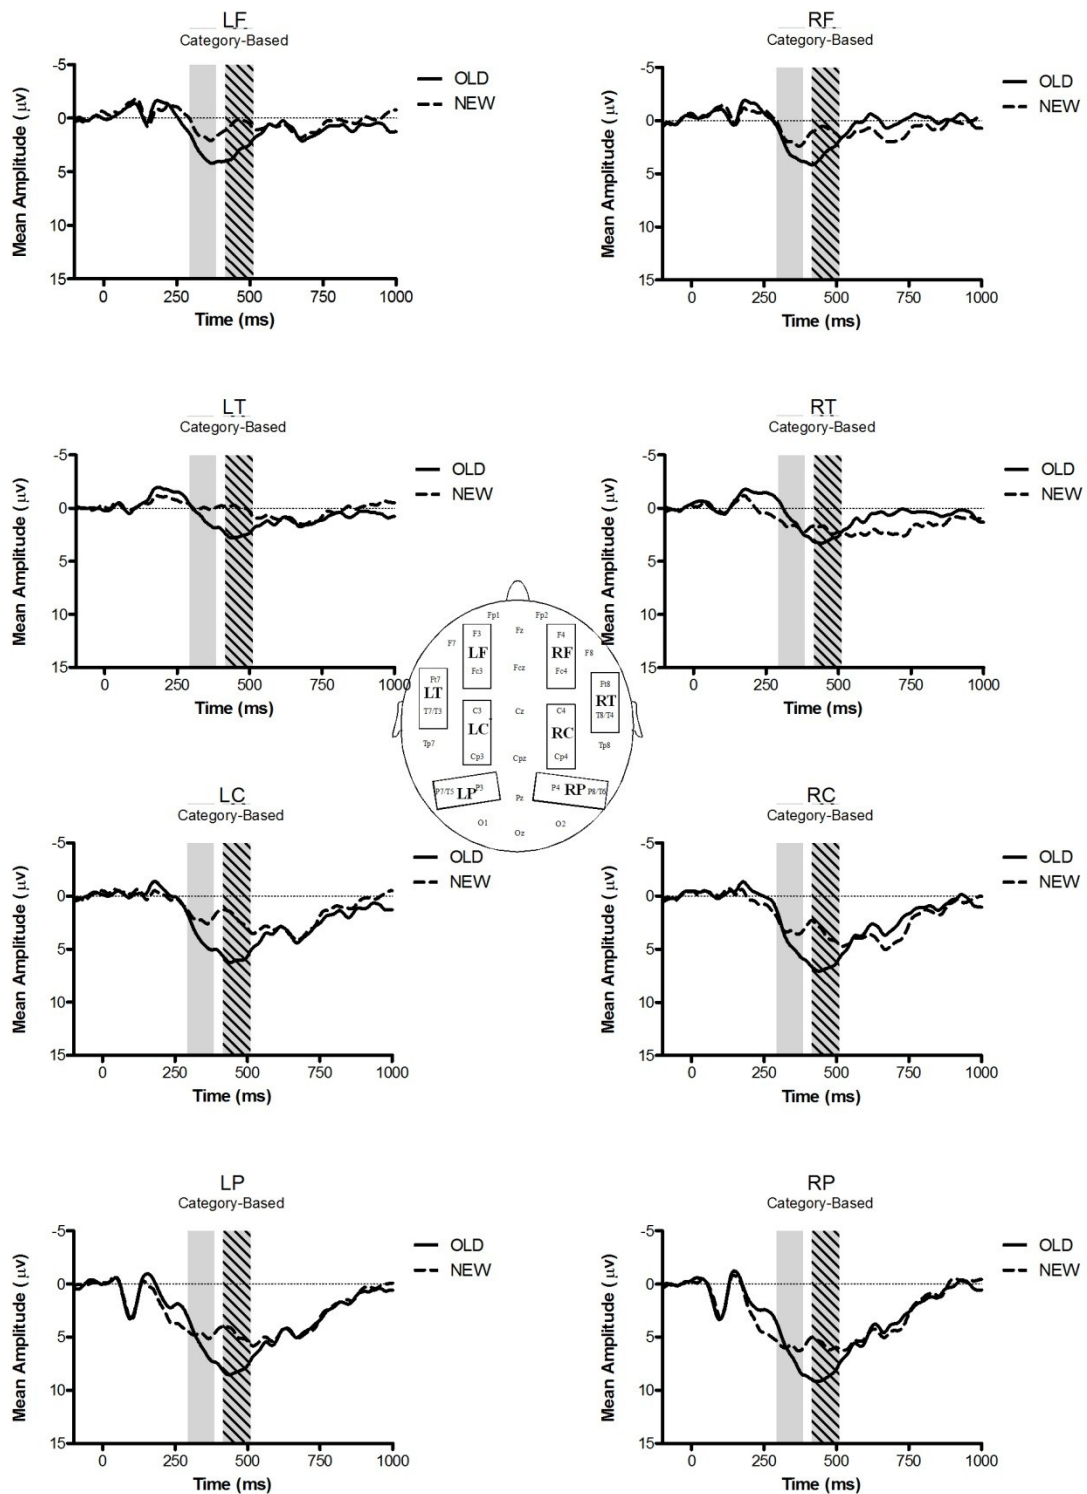 LF
Category-Based
-5
0
5
10
15
Mean Amplitude (μv)
0 250 500 750 1000
Time (ms)
OLD
NEW
RF
Category-Based
-5
0
5
10
15
Mean Amplitude (μv)
0 250 500 750 1000
Time (ms)
OLD
NEW
LT
Category-Based
-5
0
5
10
15
Mean Amplitude (μv)
0 250 500 750 1000
Time (ms)
OLD
NEW
RT
Category-Based
-5
0
5
10
15
Mean Amplitude (μv)
0 250 500 750 1000
Time (ms)
OLD
NEW
Fp1 Fp2
F7 F3 Fz F4 F8
LF RF
Fc3 Fcz Fc4
Ft7 Ft8
LT RT
T7/T3 C3 Cz C4 T8/T4
LC RC
Tp7 Cp3 Cpz Cp4 Tp8
P7/T5 LP P3 Pz P4 RP P8/T6
O1 Oz O2
LC
Category-Based
-5
0
5
10
15
Mean Amplitude (μv)
0 250 500 750 1000
Time (ms)
OLD
NEW
RC
Category-Based
-5
0
5
10
15
Mean Amplitude (μv)
0 250 500 750 1000
Time (ms)
OLD
NEW
LP
Category-Based
-5
0
5
10
15
Mean Amplitude (μv)
0 250 500 750 1000
Time (ms)
OLD
NEW
RP
Category-Based
-5
0
5
10
15
Mean Amplitude (μv)
0 250 500 750 1000
Time (ms)
OLD
NEW